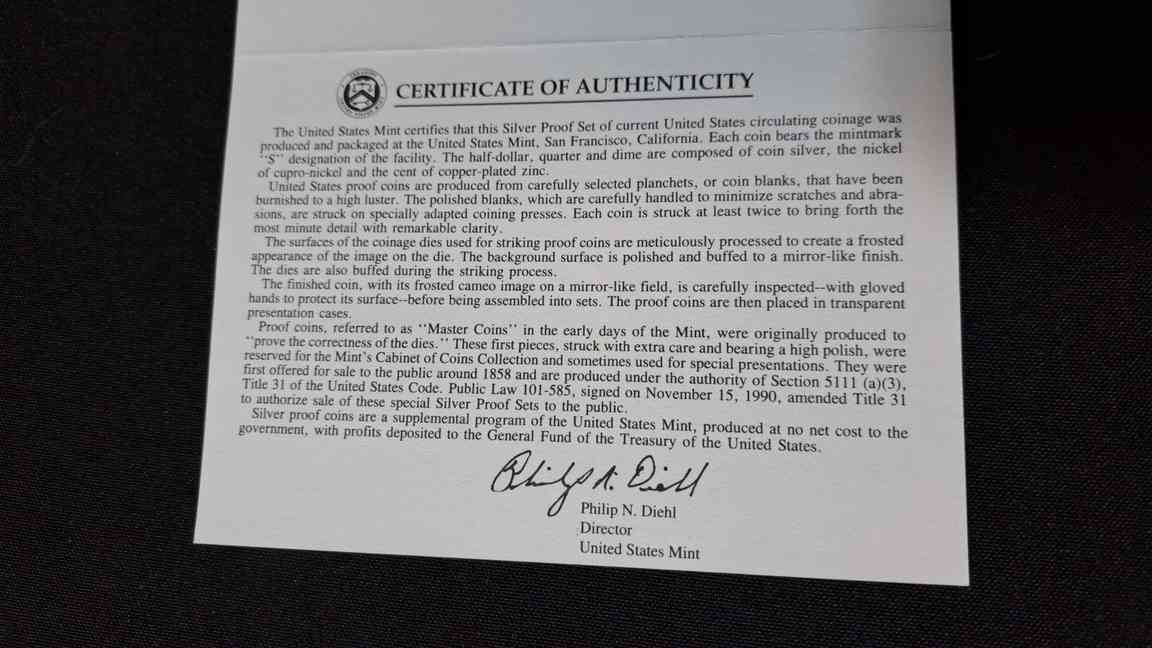 CERTIFICATE OF AUTHENTICITY
The United States Mint certifies that this Silver Proof Set of current United States circulating coinage was
produced and packaged at the United States Mint, San Francisco, California. Each coin bears the mintmark
‘‘S’’ designation of the facility. The half-dollar, quarter and dime are composed of coin silver, the nickel
of cupro-nickel and the cent of copper-plated zinc.
United States proof coins are produced from carefully selected planchets, or coin blanks, that have been
burnished to a high luster. The polished blanks, which are carefully handled to minimize scratches and abra-
sions, are struck on specially adapted coining presses. Each coin is struck at least twice to bring forth the
most minute detail with remarkable clarity.
The surfaces of the coinage dies used for striking proof coins are meticulously processed to create a frosted
appearance of the image on the die. The background surface is polished and buffed to a mirror-like finish.
The dies are also buffed during the striking process.
The finished coin, with its frosted cameo image on a mirror-like field, is carefully inspected--with gloved
hands to protect its surface--before being assembled into sets. The proof coins are then placed in transparent
presentation cases.
Proof coins, referred to as ‘‘Master Coins’’ in the early days of the Mint, were originally produced to
‘‘prove the correctness of the dies.’’ These first pieces, struck with extra care and bearing a high polish, were
reserved for the Mint's Cabinet of Coins Collection and sometimes used for special presentations. They were
first offered for sale to the public around 1858 and are produced under the authority of Section 5111 (a)(3),
Title 31 of the United States Code. Public Law 101-585, signed on November 15, 1990, amended Title 31
to authorize sale of these special Silver Proof Sets to the public.
Silver proof coins are a supplemental program of the United States Mint, produced at no net cost to the
government, with profits deposited to the General Fund of the Treasury of the United States.
Philip N. Diehl
Philip N. Diehl
Director
United States Mint